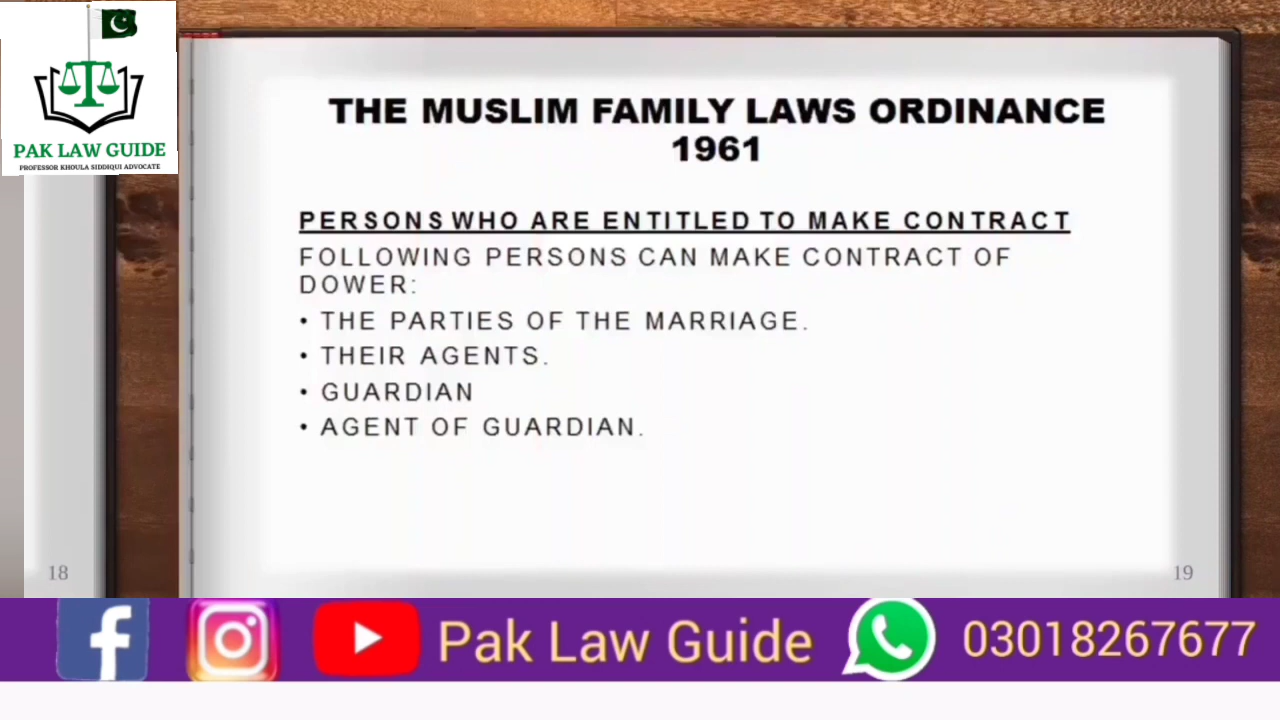 PAK LAW GUIDE
PROFESSOR KHOULA SIDDIQUI ADVOCATE
THE MUSLIM FAMILY LAWS ORDINANCE
1961
PERSONS WHO ARE ENTITLED TO MAKE CONTRACT
FOLLOWING PERSONS CAN MAKE CONTRACT OF
DOWER:
• THE PARTIES OF THE MARRIAGE.
• THEIR AGENTS.
• GUARDIAN
• AGENT OF GUARDIAN.
18
19
Pak Law Guide
03018267677